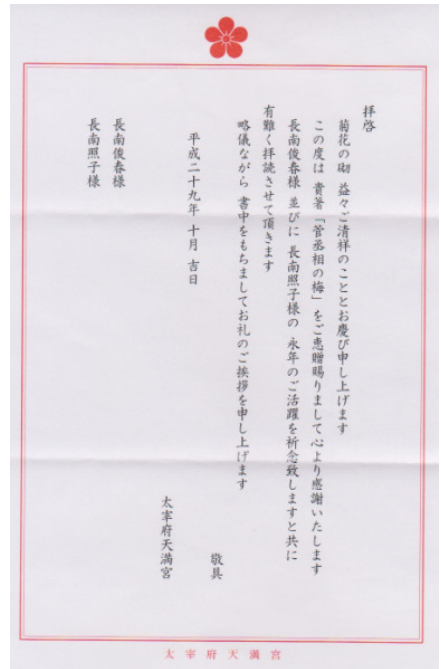 拝啓
菊花の砌 益々ご清祥のこととお慶び申し上げます
この度は 貴著「菅丞相の梅」をご恵贈賜りまして心より感謝いたします
長南俊春様 並びに 長南照子様の 永年のご活躍を祈念致しますと共に
有難く拝読させて頂きます
略儀ながら 書中をもちましてお礼のご挨拶を申し上げます
敬具
平成二十九年 十月 吉日
太宰府天満宮
長南俊春様
長南照子様
太宰府天満宮